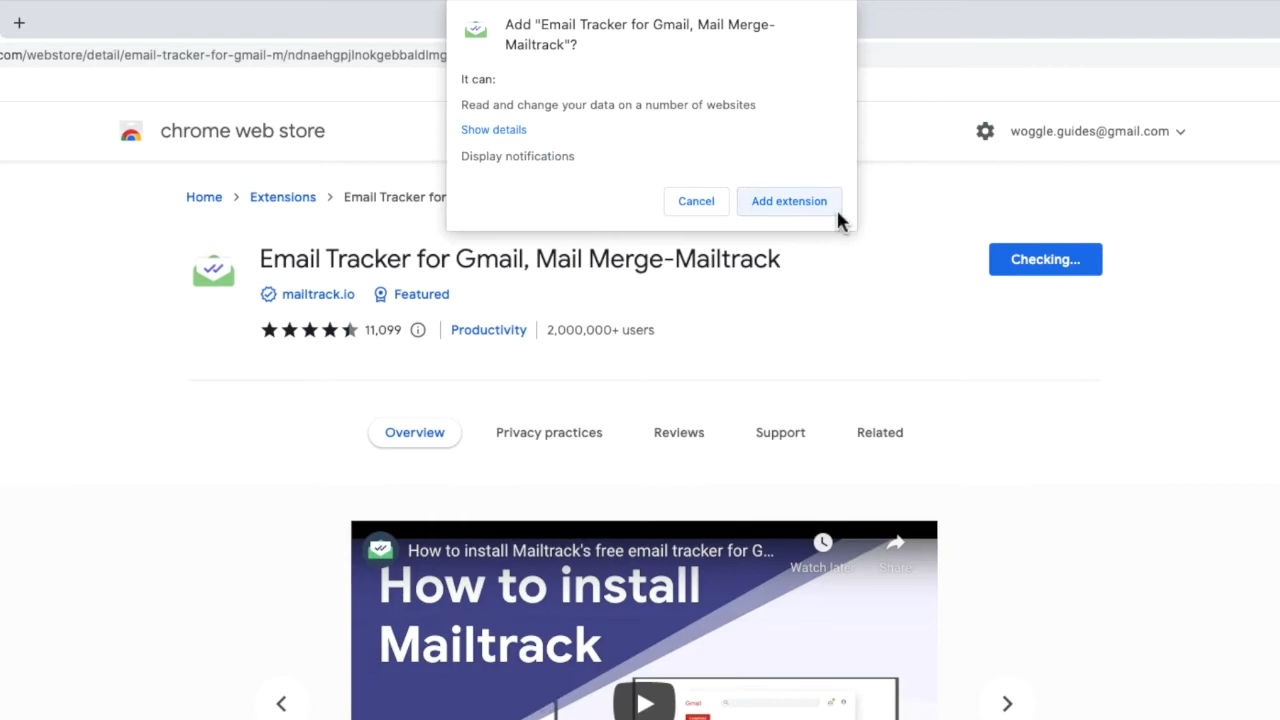 Add "Email Tracker for Gmail, Mail Merge-
Mailtrack"?
It can:
Read and change your data on a number of websites
Show details
Display notifications
Cancel
Add extension
com/webstore/detail/email-tracker-for-gmail-m/ndnaehgpjlnokgebbaldlmg
chrome web store
woggle.guides@gmail.com
Home > Extensions > Email Tracker for
Email Tracker for Gmail, Mail Merge-Mailtrack
Checking...
mailtrack.io Featured
11,099 Productivity 2,000,000+ users
Overview Privacy practices Reviews Support Related
How to install Mailtrack's free email tracker for G...
Watch later Share
How to install
Mailtrack
Gmail